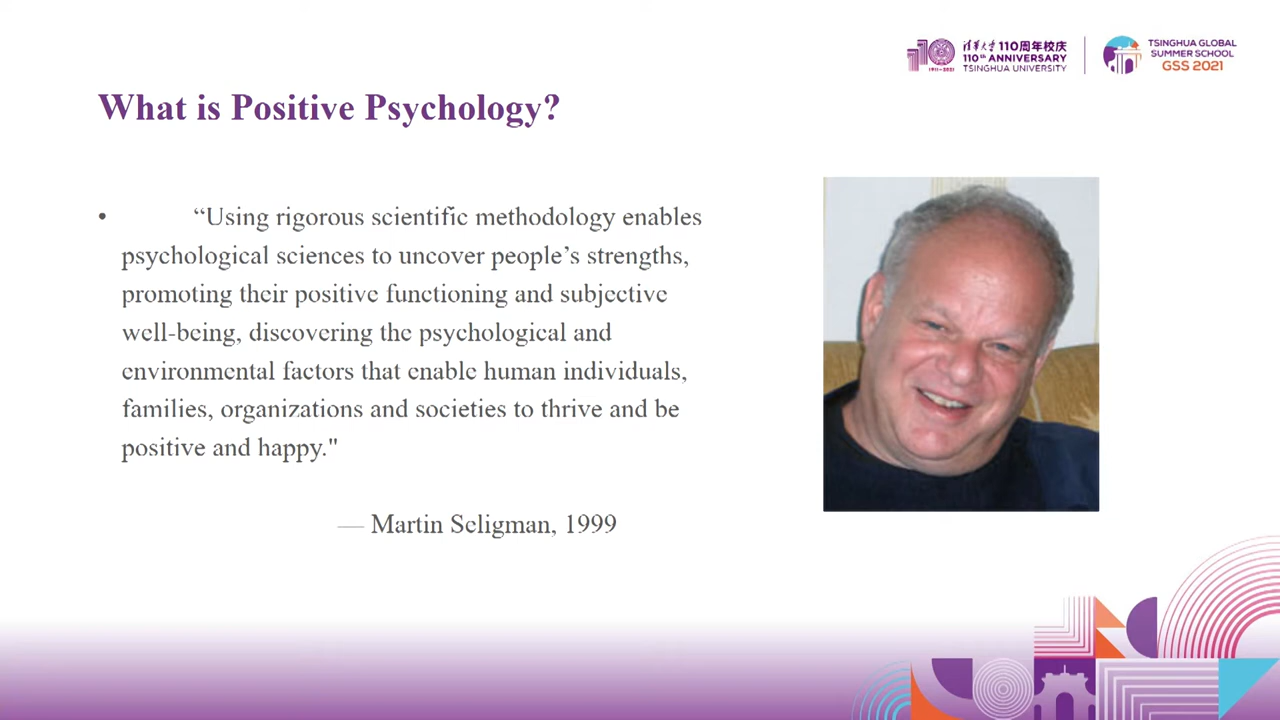 清华大学 110周年校庆
110th ANNIVERSARY
TSINGHUA UNIVERSITY
1911-2021
TSINGHUA GLOBAL
SUMMER SCHOOL
GSS 2021
What is Positive Psychology?
• “Using rigorous scientific methodology enables
psychological sciences to uncover people’s strengths,
promoting their positive functioning and subjective
well-being, discovering the psychological and
environmental factors that enable human individuals,
families, organizations and societies to thrive and be
positive and happy."
— Martin Seligman, 1999